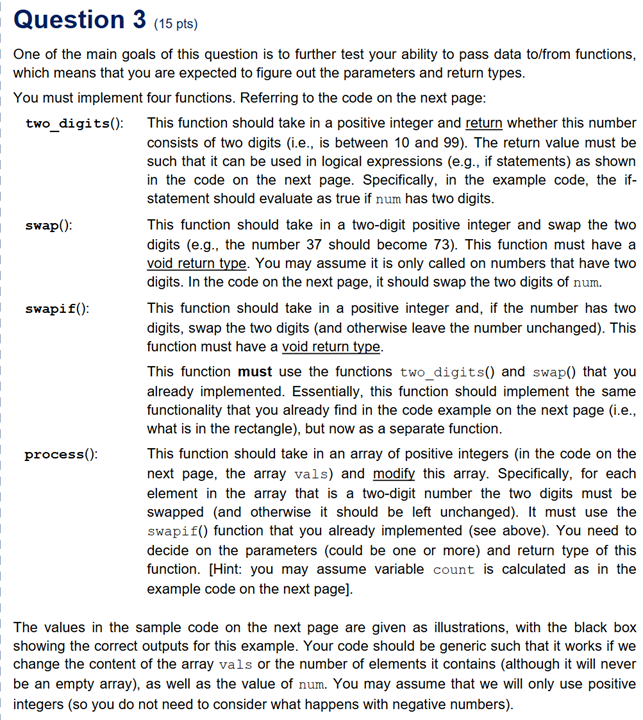 Question 3 (15 pts)
One of the main goals of this question is to further test your ability to pass data to/from functions,
which means that you are expected to figure out the parameters and return types.
You must implement four functions. Referring to the code on the next page:
two_digits(): This function should take in a positive integer and return whether this number
consists of two digits (i.e., is between 10 and 99). The return value must be
such that it can be used in logical expressions (e.g., if statements) as shown
in the code on the next page. Specifically, in the example code, the if-
statement should evaluate as true if num has two digits.
swap(): This function should take in a two-digit positive integer and swap the two
digits (e.g., the number 37 should become 73). This function must have a
void return type. You may assume it is only called on numbers that have two
digits. In the code on the next page, it should swap the two digits of num.
swapif(): This function should take in a positive integer and, if the number has two
digits, swap the two digits (and otherwise leave the number unchanged). This
function must have a void return type.
This function must use the functions two_digits() and swap() that you
already implemented. Essentially, this function should implement the same
functionality that you already find in the code example on the next page (i.e.,
what is in the rectangle), but now as a separate function.
process(): This function should take in an array of positive integers (in the code on the
next page, the array vals) and modify this array. Specifically, for each
element in the array that is a two-digit number the two digits must be
swapped (and otherwise it should be left unchanged). It must use the
swapif() function that you already implemented (see above). You need to
decide on the parameters (could be one or more) and return type of this
function. [Hint: you may assume variable count is calculated as in the
example code on the next page].
The values in the sample code on the next page are given as illustrations, with the black box
showing the correct outputs for this example. Your code should be generic such that it works if we
change the content of the array vals or the number of elements it contains (although it will never
be an empty array), as well as the value of num. You may assume that we will only use positive
integers (so you do not need to consider what happens with negative numbers).